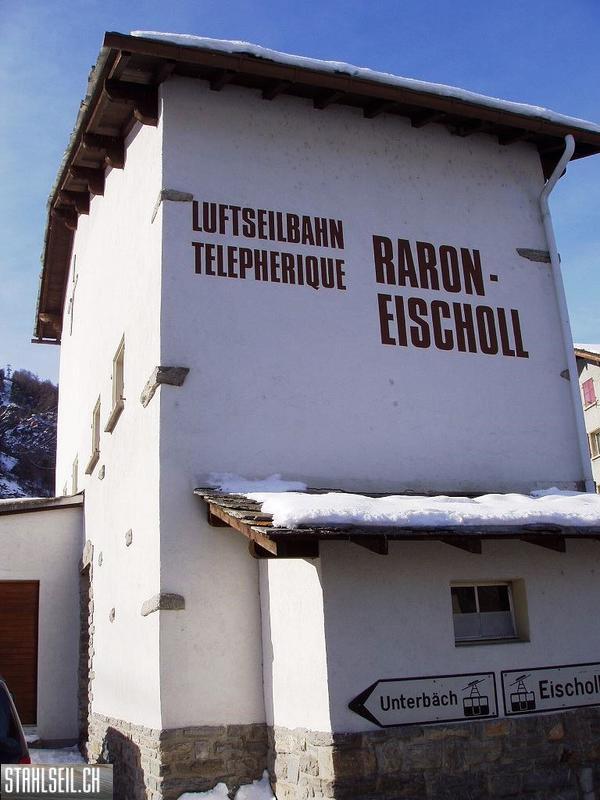 LUFTSEILBAHN
TELEPHERIQUE
RARON-
EISCHOLL
Unterbäch
Eischoll
STAHLSEIL.CH